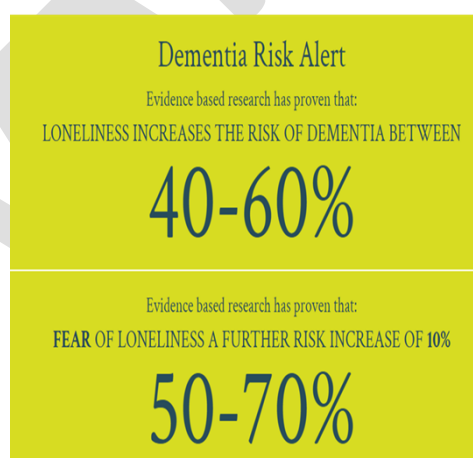 Dementia Risk Alert
Evidence based research has proven that:
LONELINESS INCREASES THE RISK OF DEMENTIA BETWEEN
40-60%
Evidence based research has proven that:
FEAR OF LONELINESS A FURTHER RISK INCREASE OF 10%
50-70%